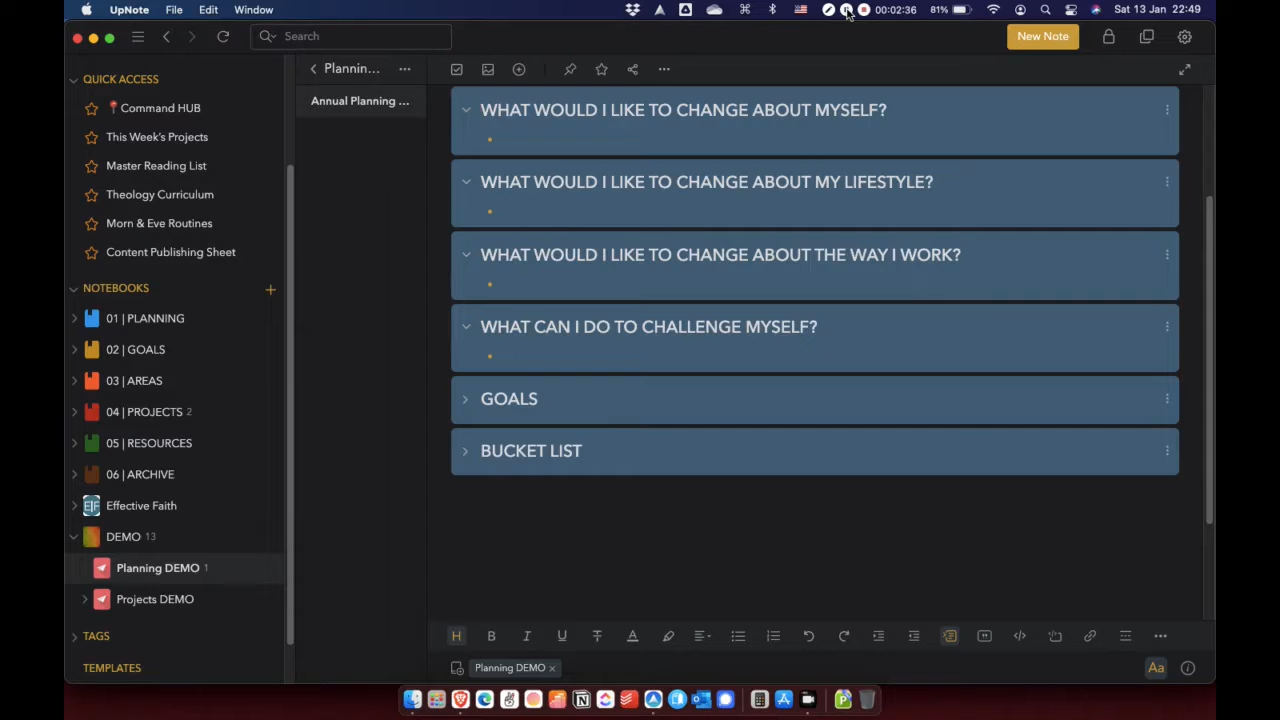 UpNote File Edit Window
00:02:36 81% Sat 13 Jan 22:49
Search
New Note
QUICK ACCESS
📍Command HUB
This Week's Projects
Master Reading List
Theology Curriculum
Morn & Eve Routines
Content Publishing Sheet
NOTEBOOKS
01 | PLANNING
02 | GOALS
03 | AREAS
04 | PROJECTS 2
05 | RESOURCES
06 | ARCHIVE
E|F Effective Faith
DEMO 13
Planning DEMO 1
Projects DEMO
TAGS
TEMPLATES
Plannin...
Annual Planning ...
WHAT WOULD I LIKE TO CHANGE ABOUT MYSELF?
WHAT WOULD I LIKE TO CHANGE ABOUT MY LIFESTYLE?
WHAT WOULD I LIKE TO CHANGE ABOUT THE WAY I WORK?
WHAT CAN I DO TO CHALLENGE MYSELF?
GOALS
BUCKET LIST
H B I U T A
Planning DEMO ×
Aa